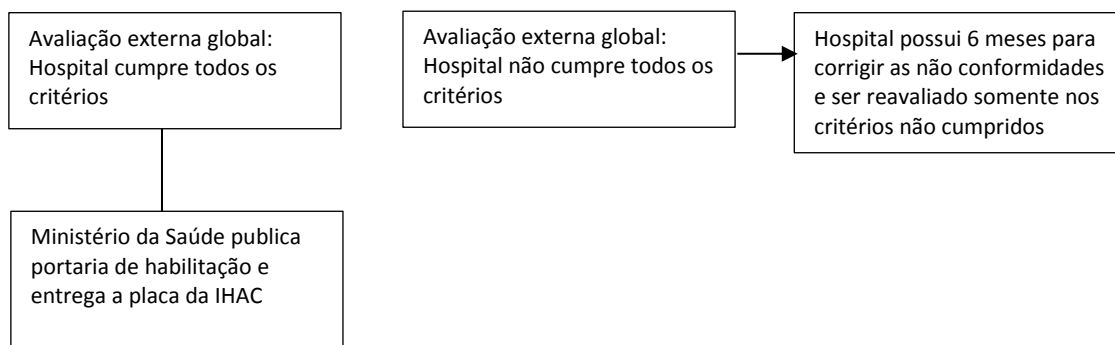 Avaliação externa global:
Hospital cumpre todos os
critérios
Avaliação externa global:
Hospital não cumpre todos os
critérios
Hospital possui 6 meses para
corrigir as não conformidades
e ser reavaliado somente nos
critérios não cumpridos
Ministério da Saúde publica
portaria de habilitação e
entrega a placa da IHAC